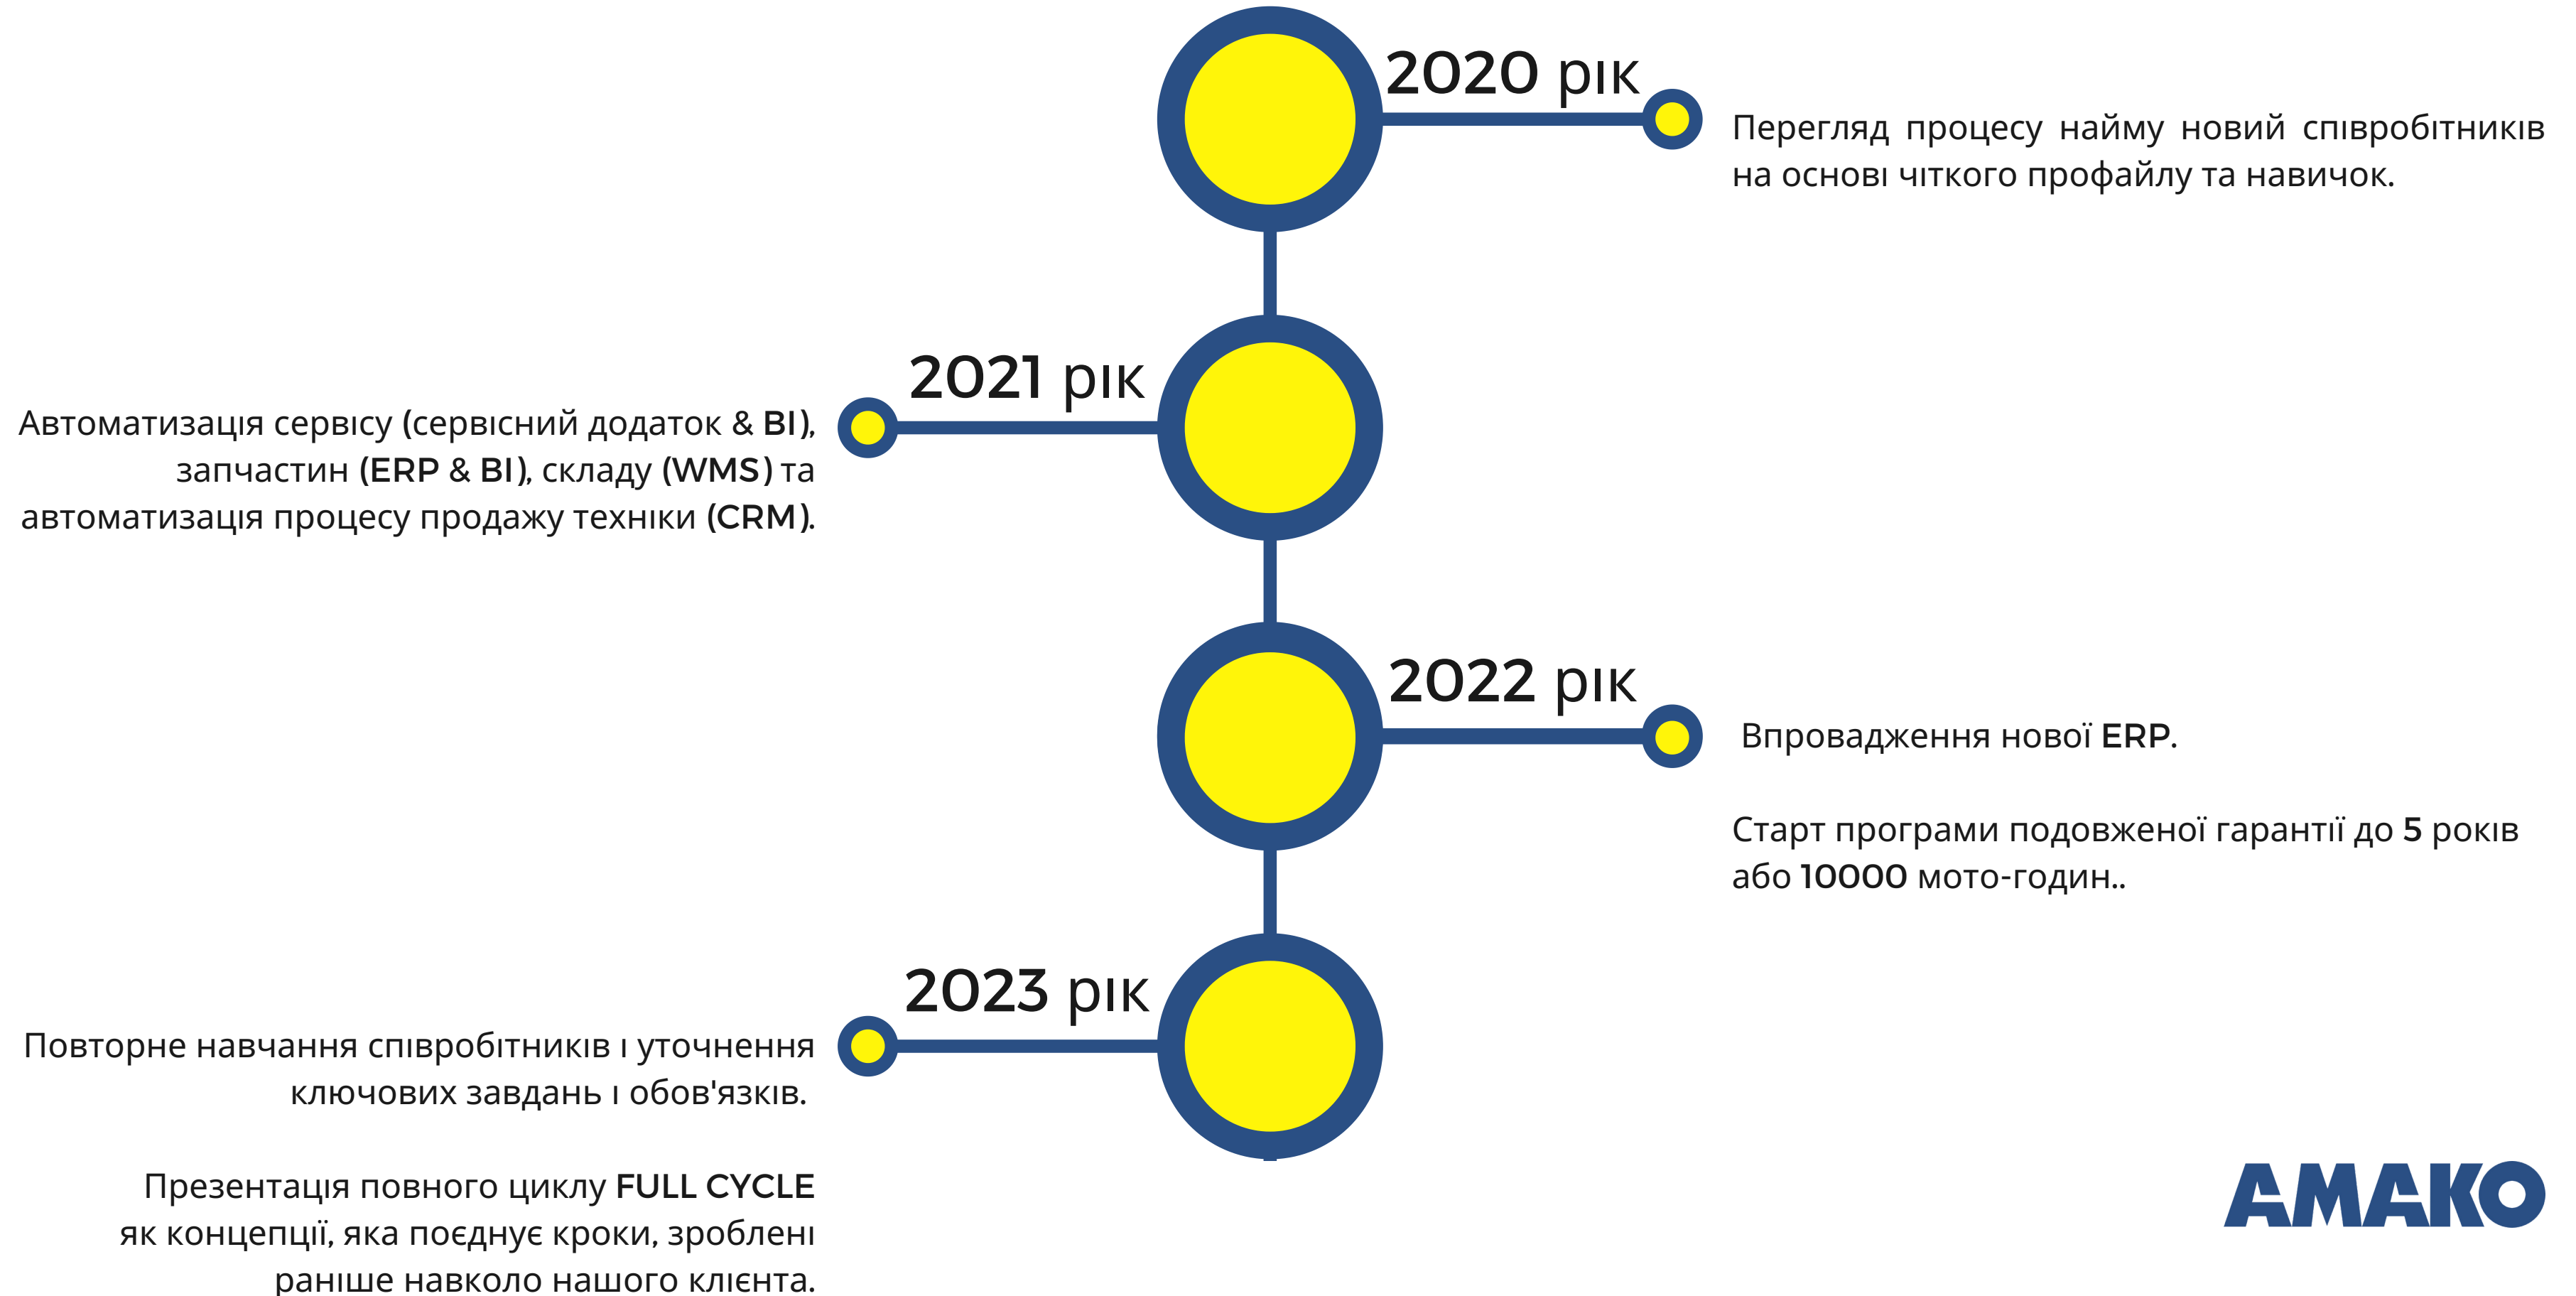 2020 рік
Перегляд процесу найму новий співробітників
на основі чіткого профайлу та навичок.
2021 рік
Автоматизація сервісу (сервісний додаток & BI),
запчастин (ERP & BI), складу (WMS) та
автоматизація процесу продажу техніки (CRM).
2022 рік
Впровадження нової ERP.
Старт програми подовженої гарантії до 5 років
або 10000 мото-годин..
2023 рік
Повторне навчання співробітників і уточнення
ключових завдань і обов'язків.
Презентація повного циклу FULL CYCLE
як концепції, яка поєднує кроки, зроблені
раніше навколо нашого клієнта.
АМАКО